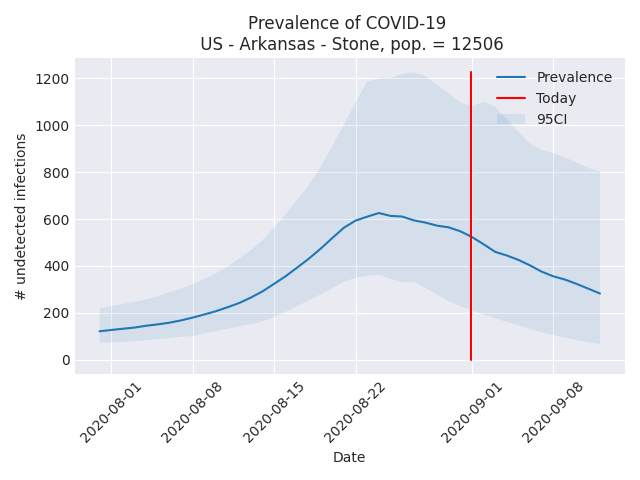 Prevalence of COVID-19
US - Arkansas - Stone, pop. = 12506
# undetected infections
1200
1000
800
600
400
200
0
Prevalence
Today
95CI
2020-08-01
2020-08-08
2020-08-15
2020-08-22
2020-09-01
2020-09-08
Date